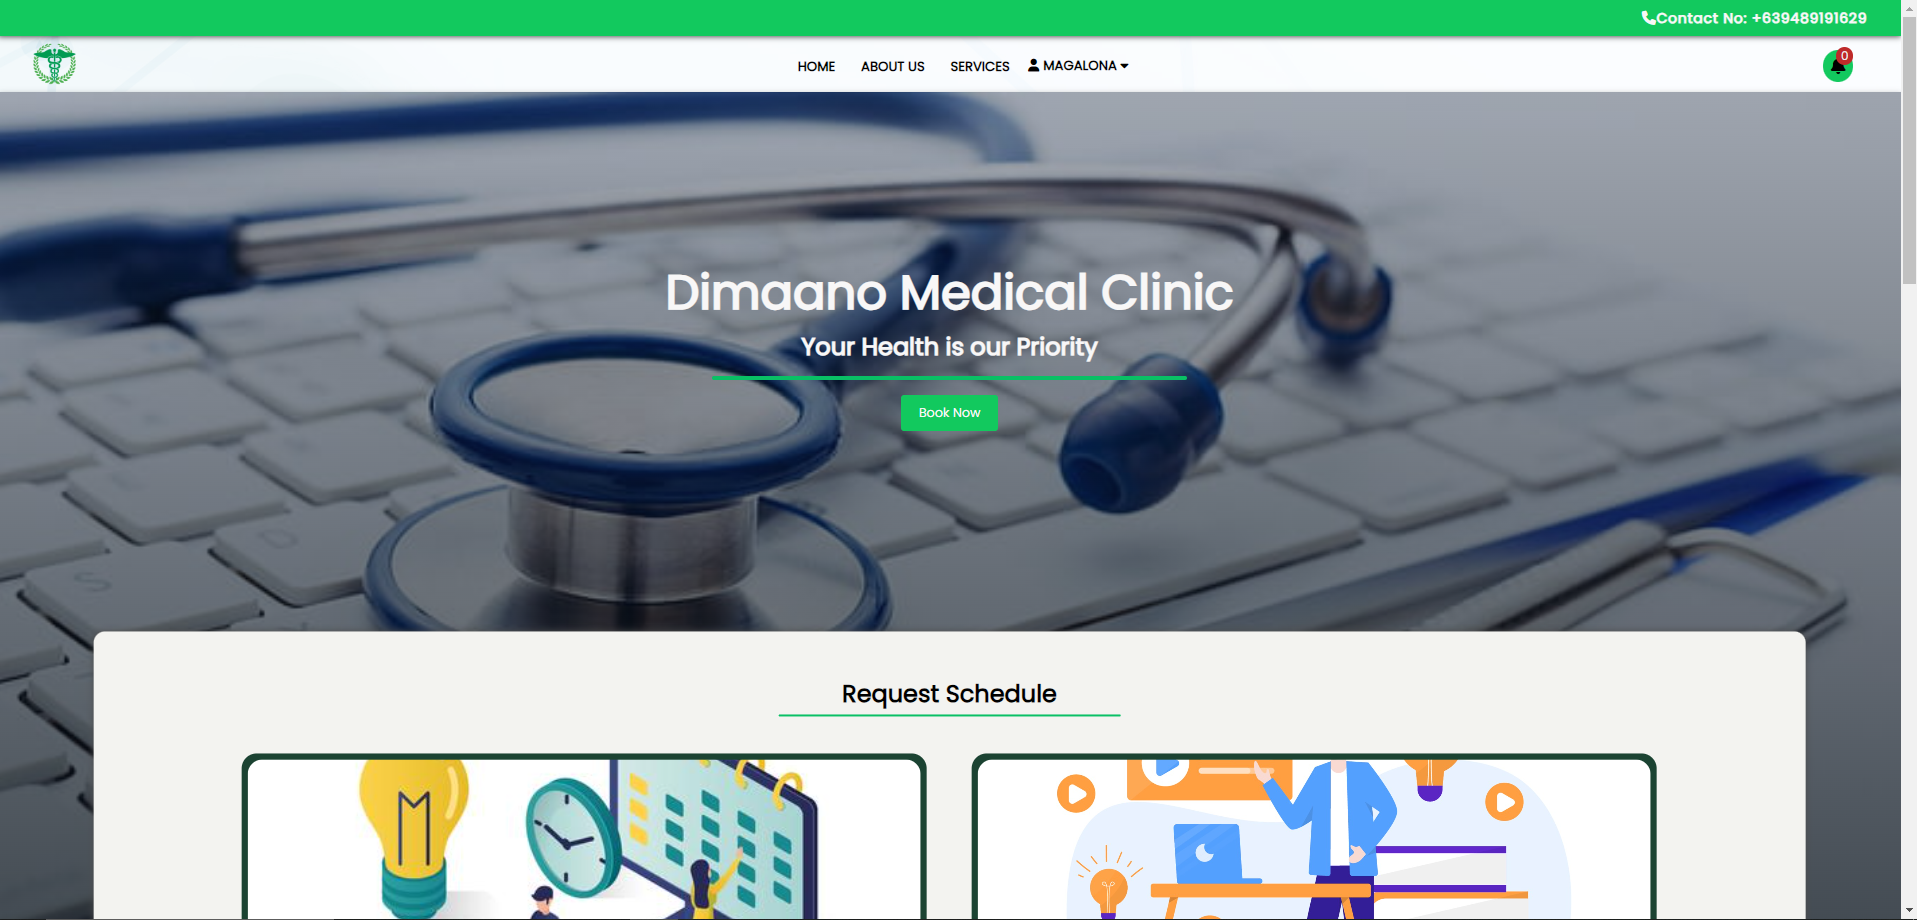 Contact No: +639489191629
HOME ABOUT US SERVICES MAGALONA
0
Dimaano Medical Clinic
Your Health is our Priority
Book Now
Request Schedule